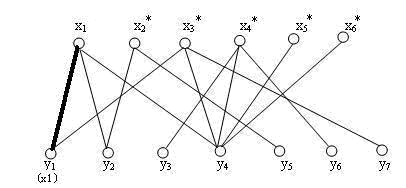 x1 x2* x3* x4* x5* x6*
y1 y2 y3 y4 y5 y6 y7
(x1)